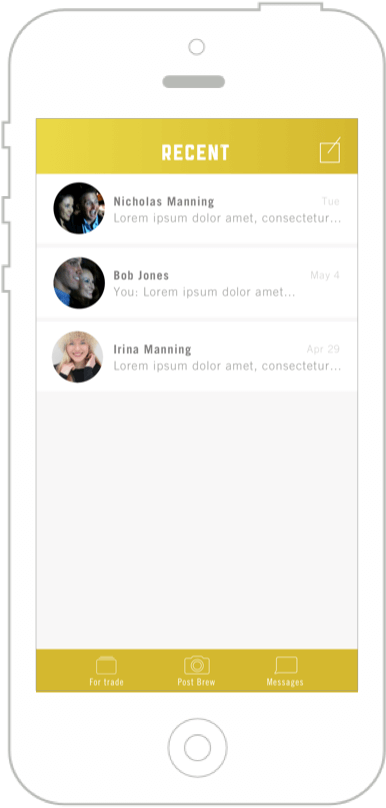 RECENT
Nicholas Manning Tue
Lorem ipsum dolor amet, consectetur...
Bob Jones May 4
You: Lorem ipsum dolor amet...
Irina Manning Apr 29
Lorem ipsum dolor amet, consectetur...
For trade Post Brew Messages